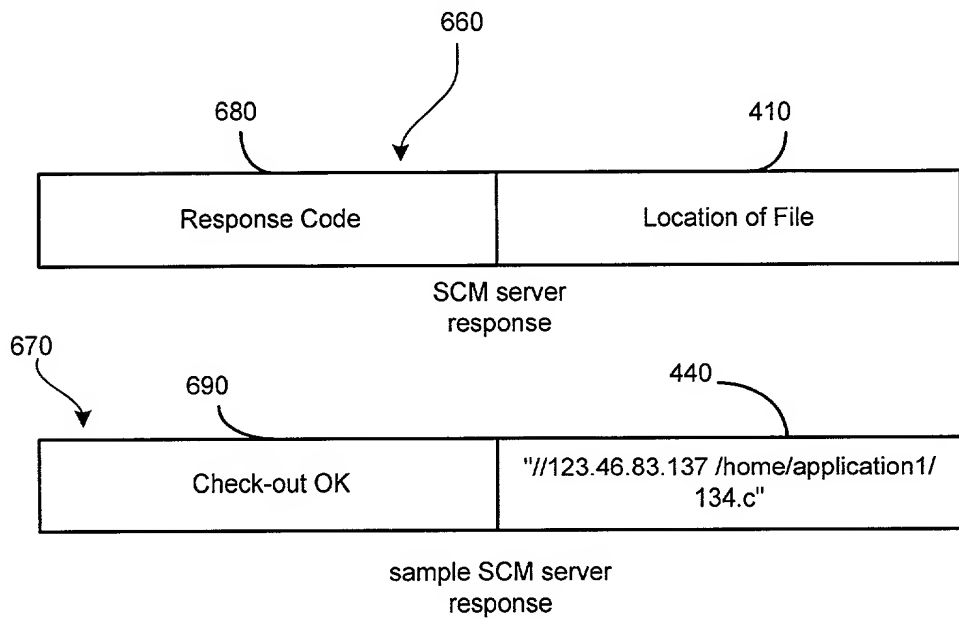 660
680
410
Response Code
Location of File
SCM server
response
670
690
440
Check-out OK
"//123.46.83.137 /home/application1/
134.c"
sample SCM server
response